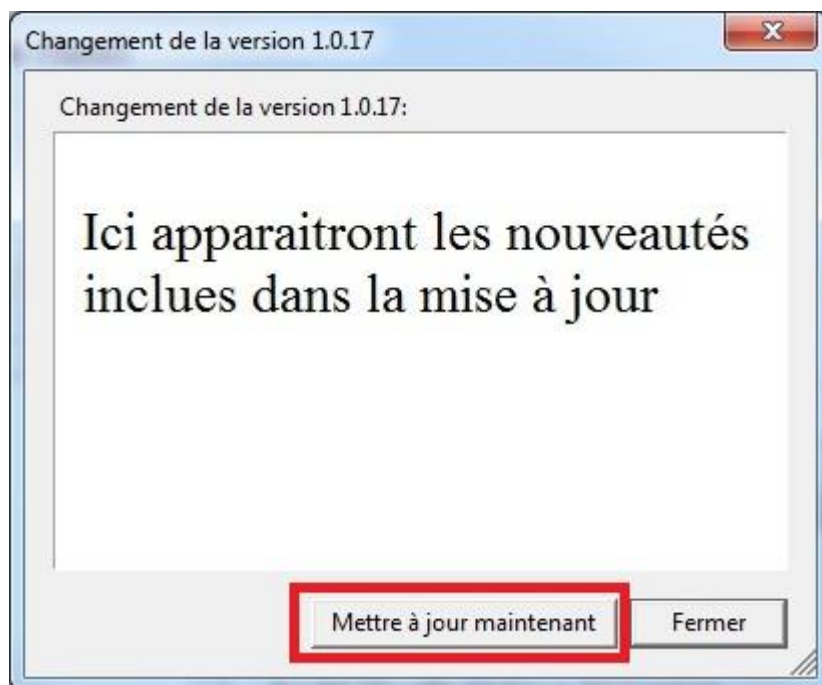 Changement de la version 1.0.17
Changement de la version 1.0.17:
Ici apparaitront les nouveautés
inclues dans la mise à jour
Mettre à jour maintenant
Fermer